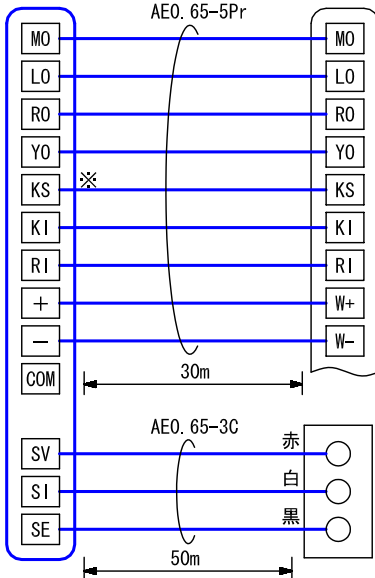 AE0.65-5Pr
MO MO
LO LO
RO RO
YO YO
KS ※ KS
KI KI
RI RI
+ W+
− W-
COM
30m
AE0.65-3C
SV 赤
SI 白
SE 黒
50m